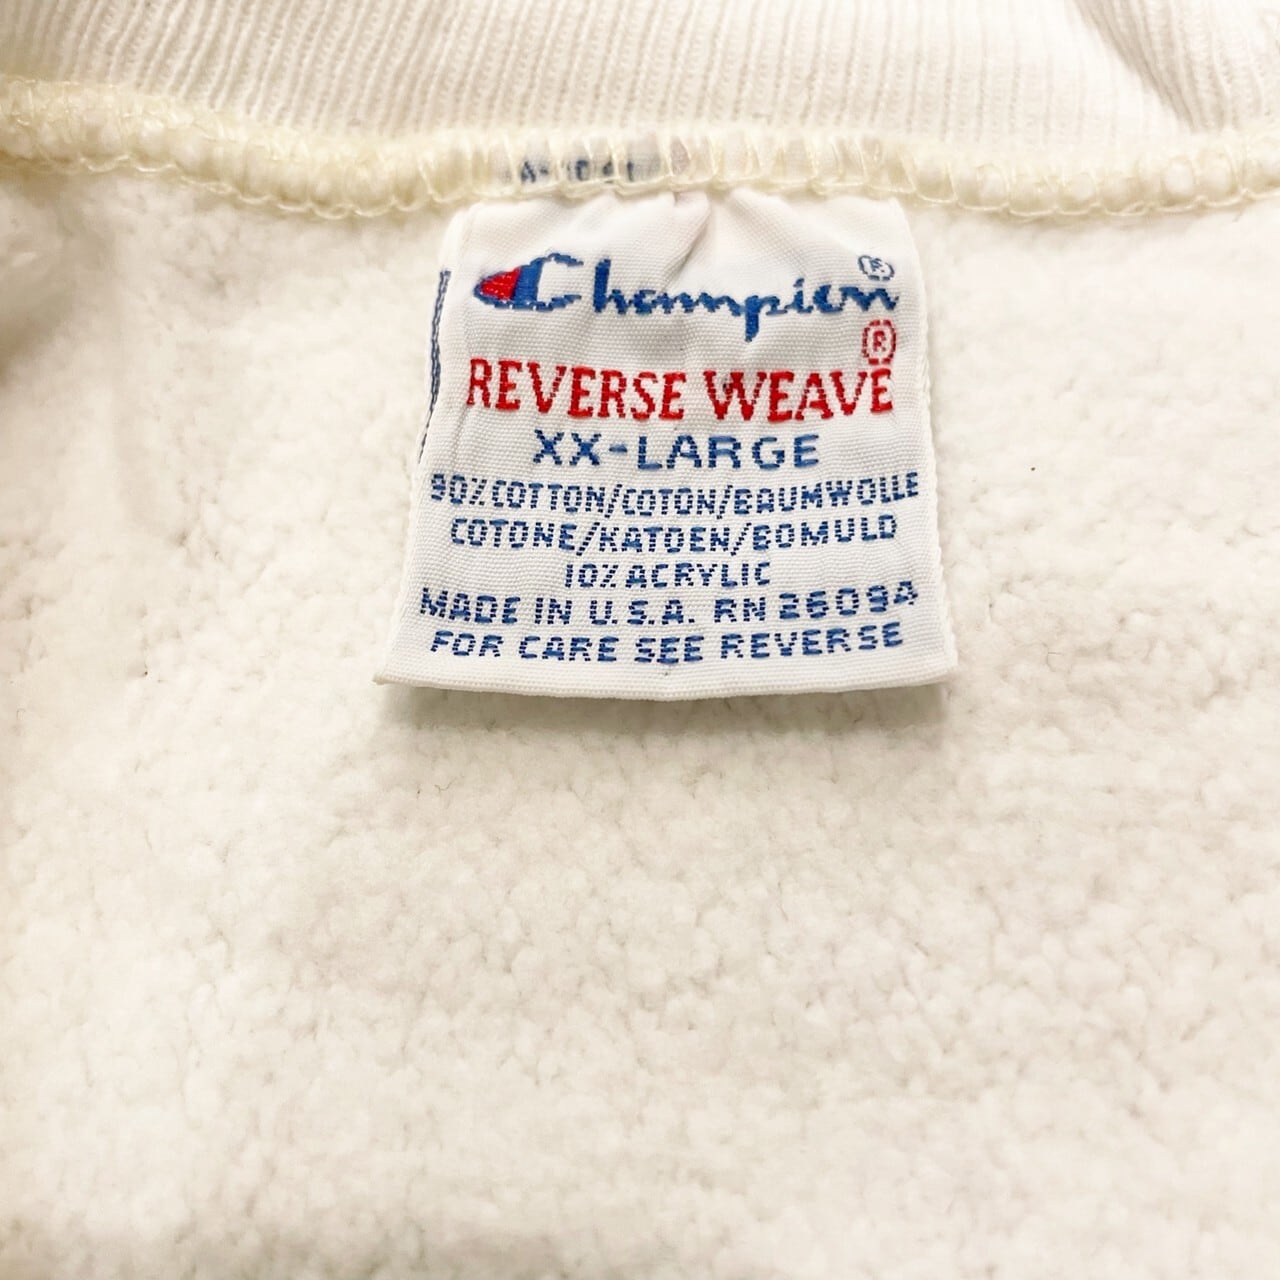 Champion®
REVERSE WEAVE®
XX-LARGE
90% COTTON/COTON/BAUMWOLLE
COTONE/KATOEN/BOMULD
10% ACRYLIC
MADE IN U.S.A. RN 26094
FOR CARE SEE REVERSE